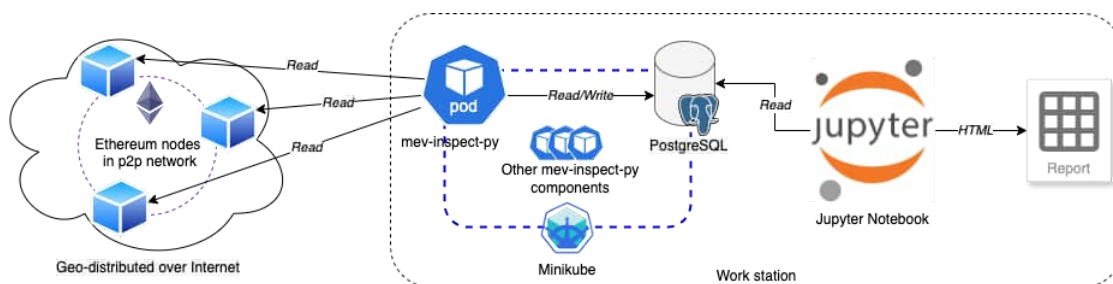 Read
Read
Read
Ethereum nodes
in p2p network
Geo-distributed over Internet
pod
mev-inspect-py
Read/Write
Other mev-inspect-py
components
Minikube
PostgreSQL
Read
jupyter
Jupyter Notebook
HTML
Report
Work station